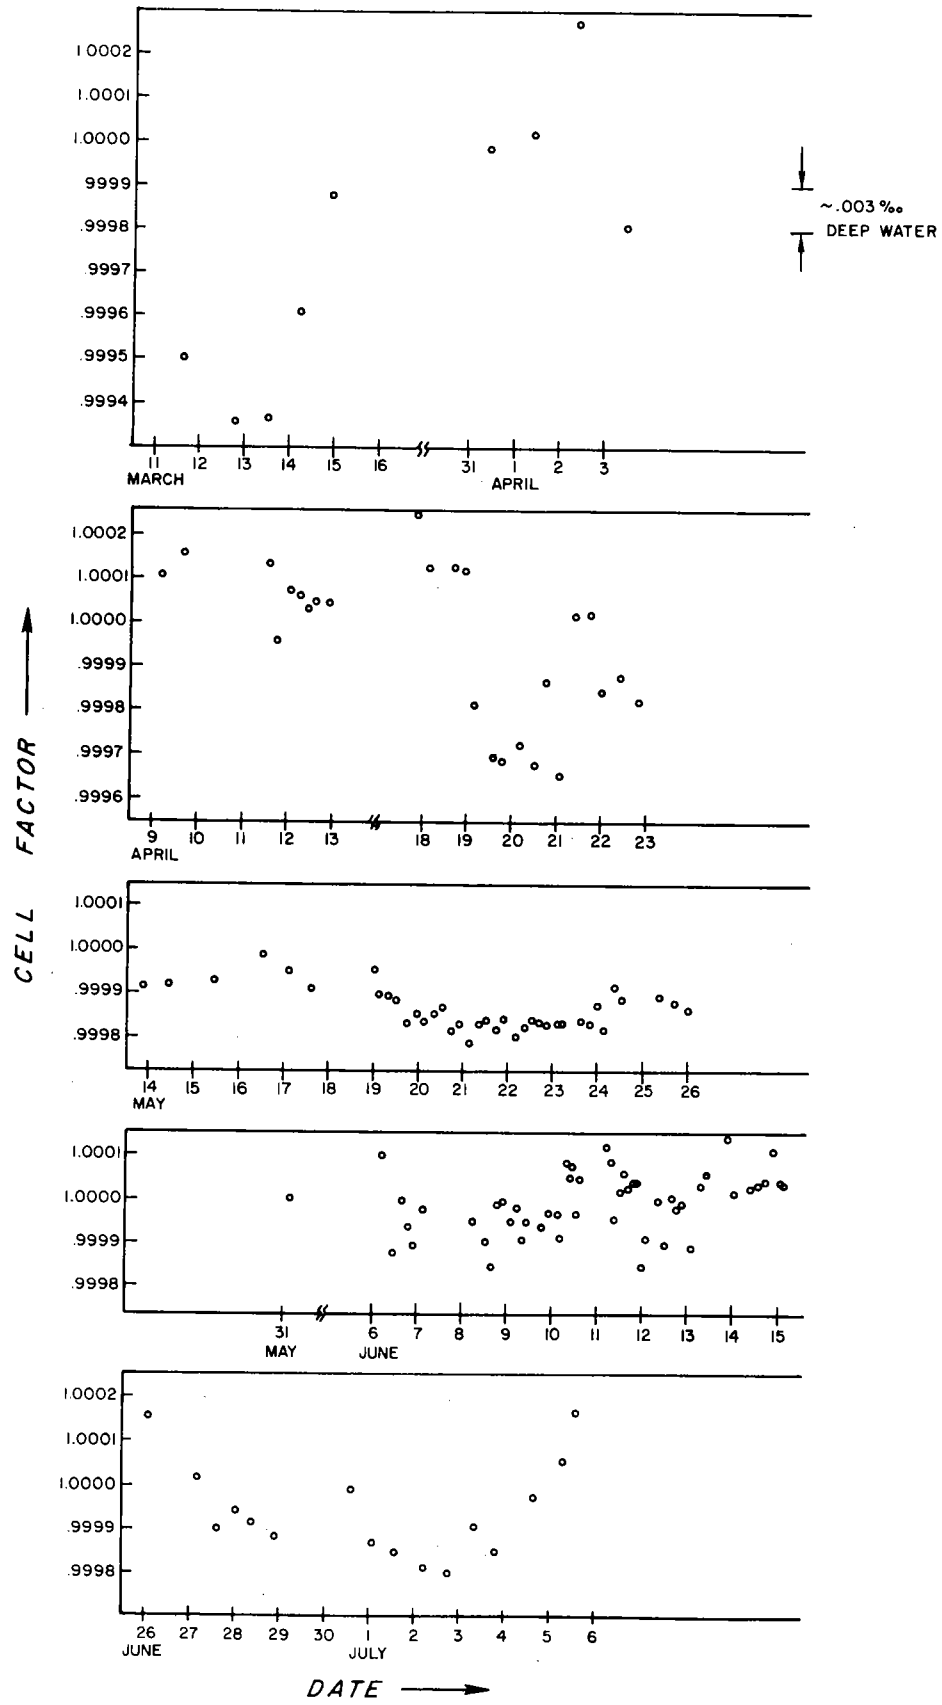 1.0002
1.0001
1.0000
.9999
.9998
.9997
.9996
.9995
.9994
~.003‰
DEEP WATER
11 12 13 14 15 16 31 1 2 3
MARCH APRIL
1.0002
1.0001
1.0000
.9999
.9998
.9997
.9996
9 10 11 12 13 18 19 20 21 22 23
APRIL
CELL FACTOR
1.0001
1.0000
.9999
.9998
14 15 16 17 18 19 20 21 22 23 24 25 26
MAY
1.0001
1.0000
.9999
.9998
31 6 7 8 9 10 11 12 13 14 15
MAY JUNE
1.0002
1.0001
1.0000
.9999
.9998
26 27 28 29 30 1 2 3 4 5 6
JUNE JULY
DATE